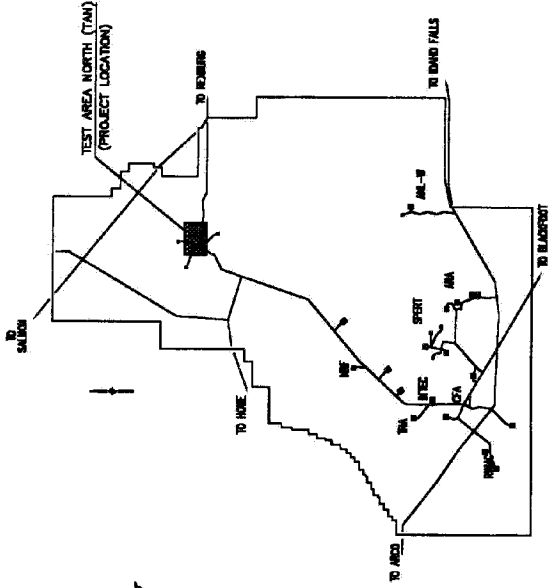 TEST AREA NORTH (TAN)
(PROJECT LOCATION)
TO REXBURG
TO
SALMON
TO IDAHO FALLS
TO HOWE
ANL-W
TO BLACKFOOT
ARA
SPERT
NRF
INTEC
CFA
TRA
RWMC
TO ARCO